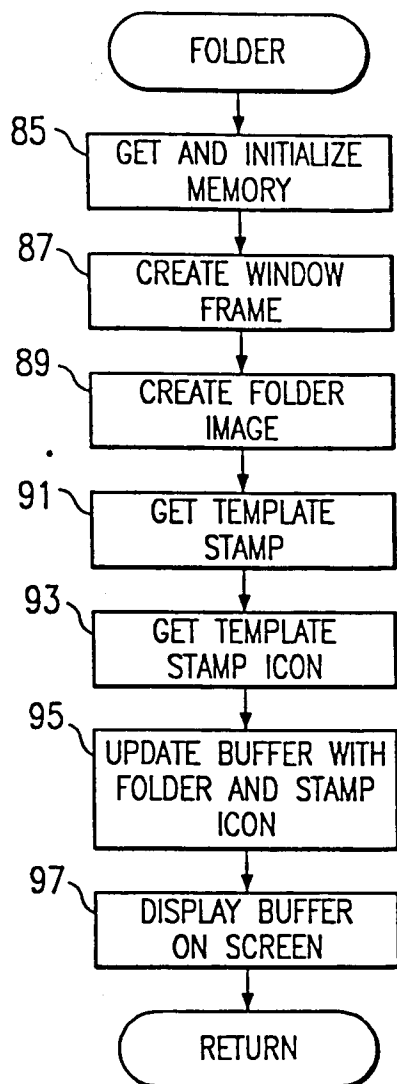 FOLDER
85
GET AND INITIALIZE
MEMORY
87
CREATE WINDOW
FRAME
89
CREATE FOLDER
IMAGE
91
GET TEMPLATE
STAMP
93
GET TEMPLATE
STAMP ICON
95
UPDATE BUFFER WITH
FOLDER AND STAMP
ICON
97
DISPLAY BUFFER
ON SCREEN
RETURN